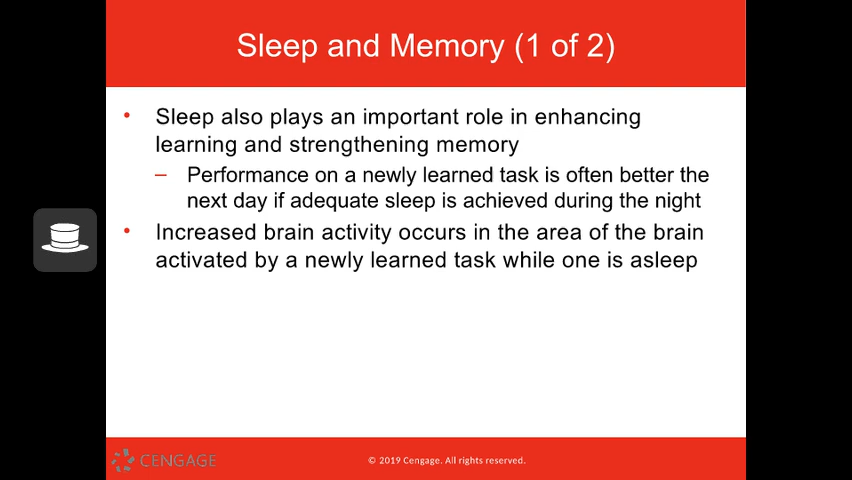 Sleep and Memory (1 of 2)
• Sleep also plays an important role in enhancing
learning and strengthening memory
– Performance on a newly learned task is often better the
next day if adequate sleep is achieved during the night
• Increased brain activity occurs in the area of the brain
activated by a newly learned task while one is asleep
CENGAGE
© 2019 Cengage. All rights reserved.